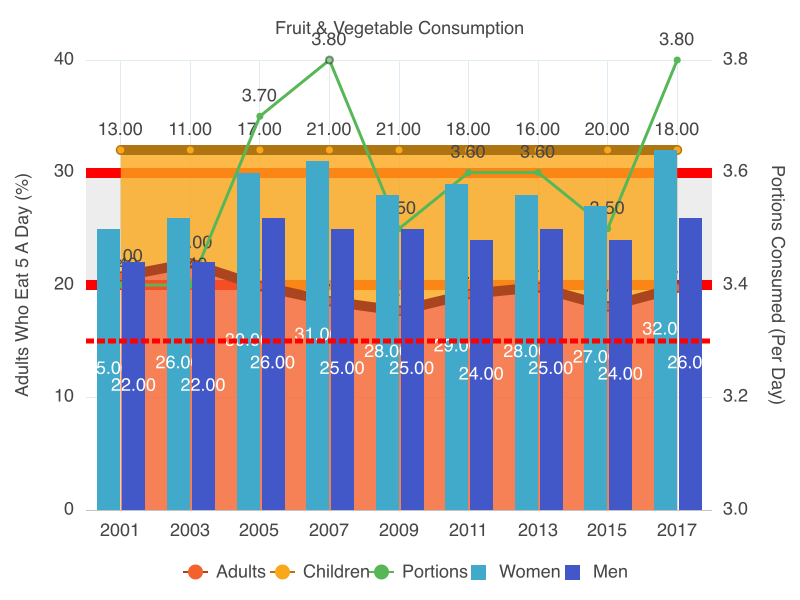 Fruit & Vegetable Consumption
3.80 3.80
40 3.8
3.70
13.00 11.00 17.00 21.00 21.00 18.00 16.00 20.00 18.00
3.60 3.60
30 3.6
Adults Who Eat 5 A Day (%)
Portions Consumed (Per Day)
20 3.4
31.0 32.0
28.0 29.0 28.0 27.0
26.00 26.00 25.00 25.00 25.00 26.0
22.00 22.00 24.00 24.00
10 3.2
0 3.0
2001 2003 2005 2007 2009 2011 2013 2015 2017
Adults Children Portions Women Men